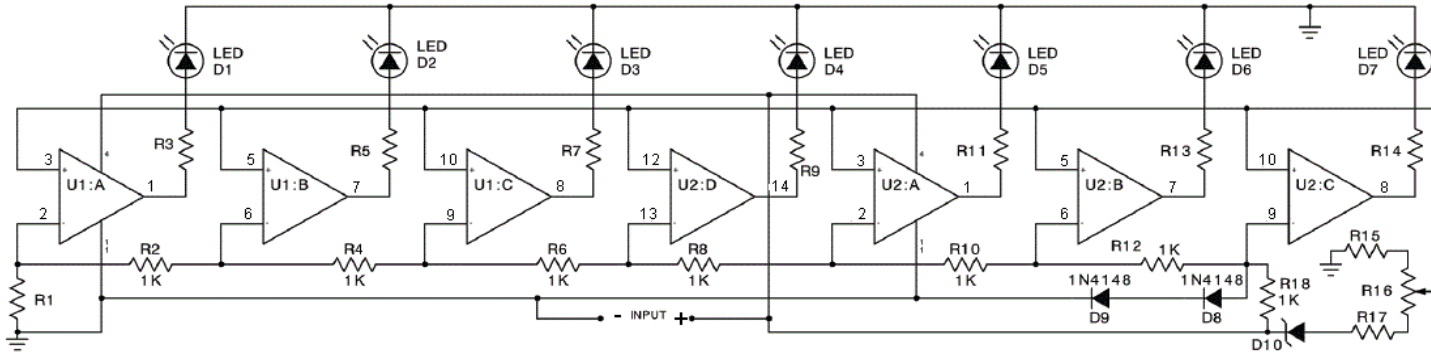 LED LED LED LED LED LED LED
D1 D2 D3 D4 D5 D6 D7
R3 R5 R7 R9 R11 R13 R14
4 4
3 5 10 12 3 5 10
+ + + + + + +
U1:A U1:B U1:C U2:D U2:A U2:B U2:C
1 7 8 14 1 7 8
2 6 9 13 2 6 9
- - - - - - -
11 11
R2 R4 R6 R8 R10 R12 1K R15
1K 1K 1K 1K 1K
1N4148 1N4148 R18
1K
R1 R16
D9 D8
- INPUT + R17
D10